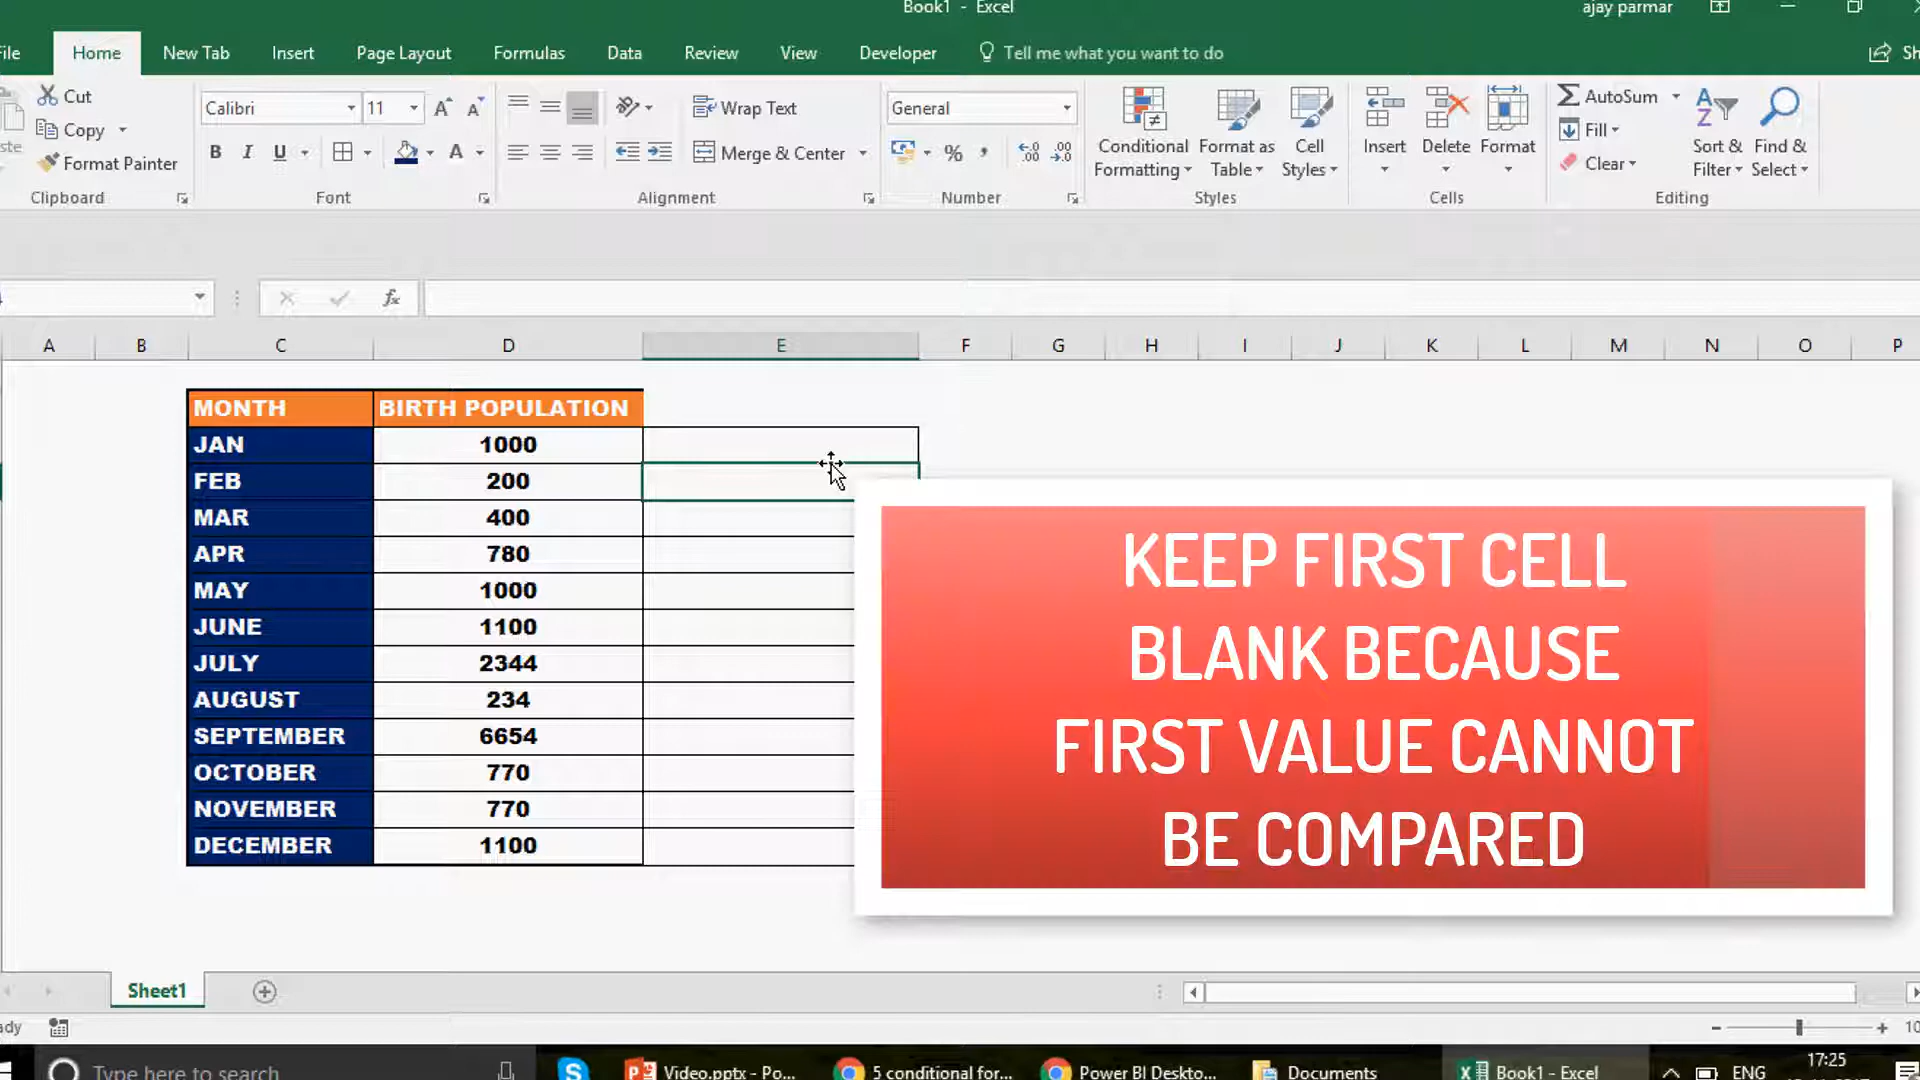 Book1 - Excel
ajay parmar
File Home New Tab Insert Page Layout Formulas Data Review View Developer Tell me what you want to do
Cut
Copy
Format Painter
Clipboard
Calibri 11
B I U
Font
Wrap Text
Merge & Center
Alignment
General
%
Number
Conditional Formatting
Format as Table
Cell Styles
Styles
Insert
Delete
Format
Cells
AutoSum
Fill
Clear
Sort & Filter
Find & Select
Editing
fx
A B C D E F G H I J K L M N O P
MONTH BIRTH POPULATION
JAN 1000
FEB 200
MAR 400
APR 780
MAY 1000
JUNE 1100
JULY 2344
AUGUST 234
SEPTEMBER 6654
OCTOBER 770
NOVEMBER 770
DECEMBER 1100
KEEP FIRST CELL
BLANK BECAUSE
FIRST VALUE CANNOT
BE COMPARED
Sheet1
Type here to search
Video.pptx - Po...
5 conditional for...
Power BI Deskto...
Documents
Book1 - Excel
ENG
17:25